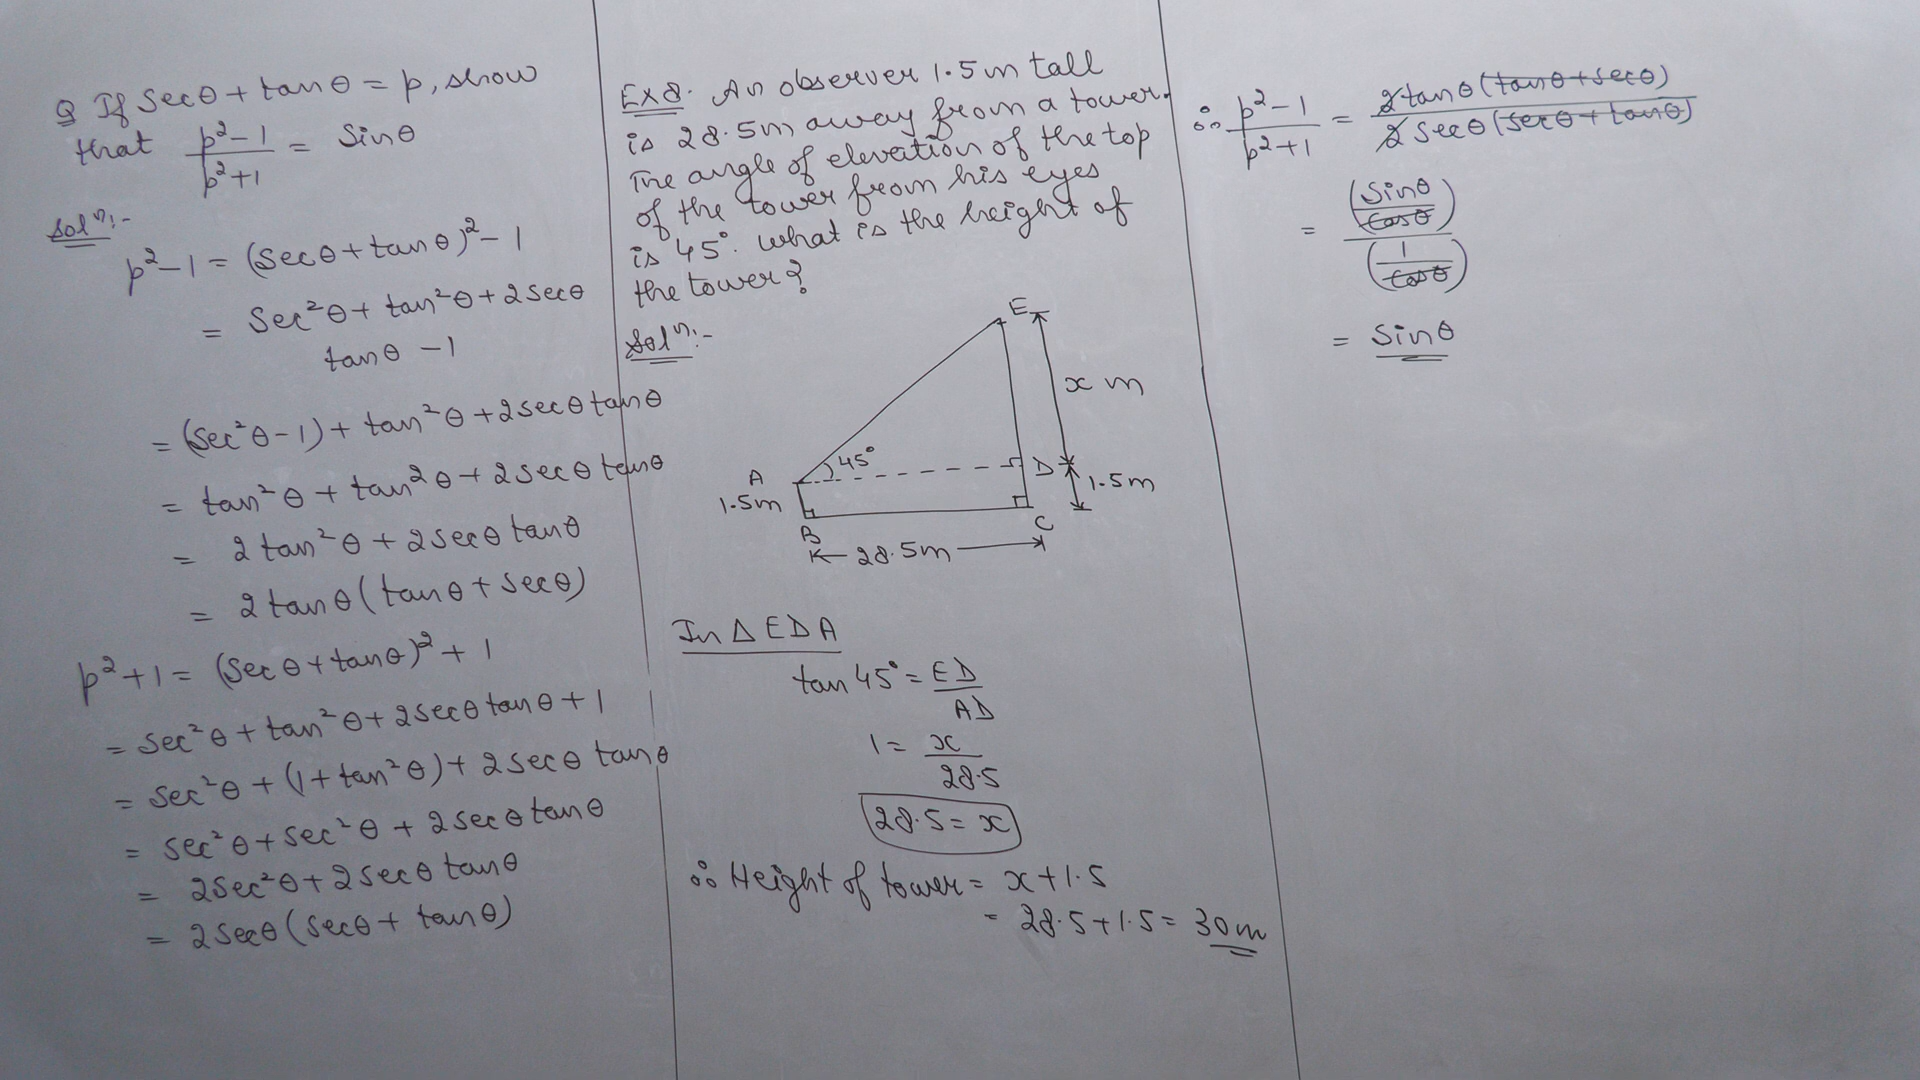 Q If Secθ + tanθ = p, show
that p²-1/p²+1 = Sinθ
Solⁿ:-
p²-1 = (Secθ + tanθ)² - 1
= Sec²θ + tan²θ + 2secθ
tanθ - 1
= (Sec²θ - 1) + tan²θ + 2secθ tanθ
= tan²θ + tan²θ + 2secθ tanθ
= 2tan²θ + 2secθ tanθ
= 2tanθ (tanθ + secθ)
p²+1 = (Secθ + tanθ)² + 1
= Sec²θ + tan²θ + 2secθ tanθ + 1
= Sec²θ + (1 + tan²θ) + 2secθ tanθ
= Sec²θ + sec²θ + 2secθ tanθ
= 2Sec²θ + 2secθ tanθ
= 2secθ (secθ + tanθ)
Ex8. An observer 1.5m tall
is 28.5m away from a tower.
The angle of elevation of the top
of the tower from his eyes
is 45°. What is the height of
the tower?
Solⁿ:-
E
x m
45°
A
D
1.5m
1.5m
B
C
28.5m
In Δ EDA
tan 45° = ED/AD
1 = x/28.5
28.5 = x
∴ Height of tower = x + 1.5
= 28.5 + 1.5 = 30m
∴ p²-1/p²+1 = 2tanθ(tanθ + secθ)/2secθ(secθ + tanθ)
= (Sinθ/Cosθ)/(1/Cosθ)
= Sinθ